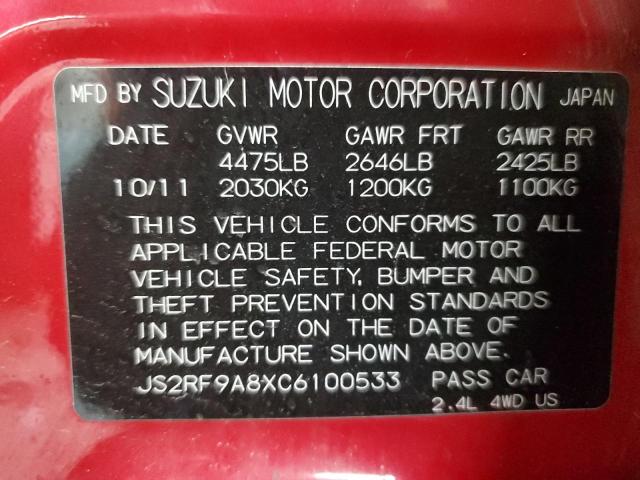 MFD BY SUZUKI MOTOR CORPORATION JAPAN
DATE GVWR GAWR FRT GAWR RR
4475LB 2646LB 2425LB
10/11 2030KG 1200KG 1100KG
THIS VEHICLE CONFORMS TO ALL
APPLICABLE FEDERAL MOTOR
VEHICLE SAFETY, BUMPER AND
THEFT PREVENTION STANDARDS
IN EFFECT ON THE DATE OF
MANUFACTURE SHOWN ABOVE.
JS2RF9A8XC6100533 PASS CAR
2.4L 4WD US